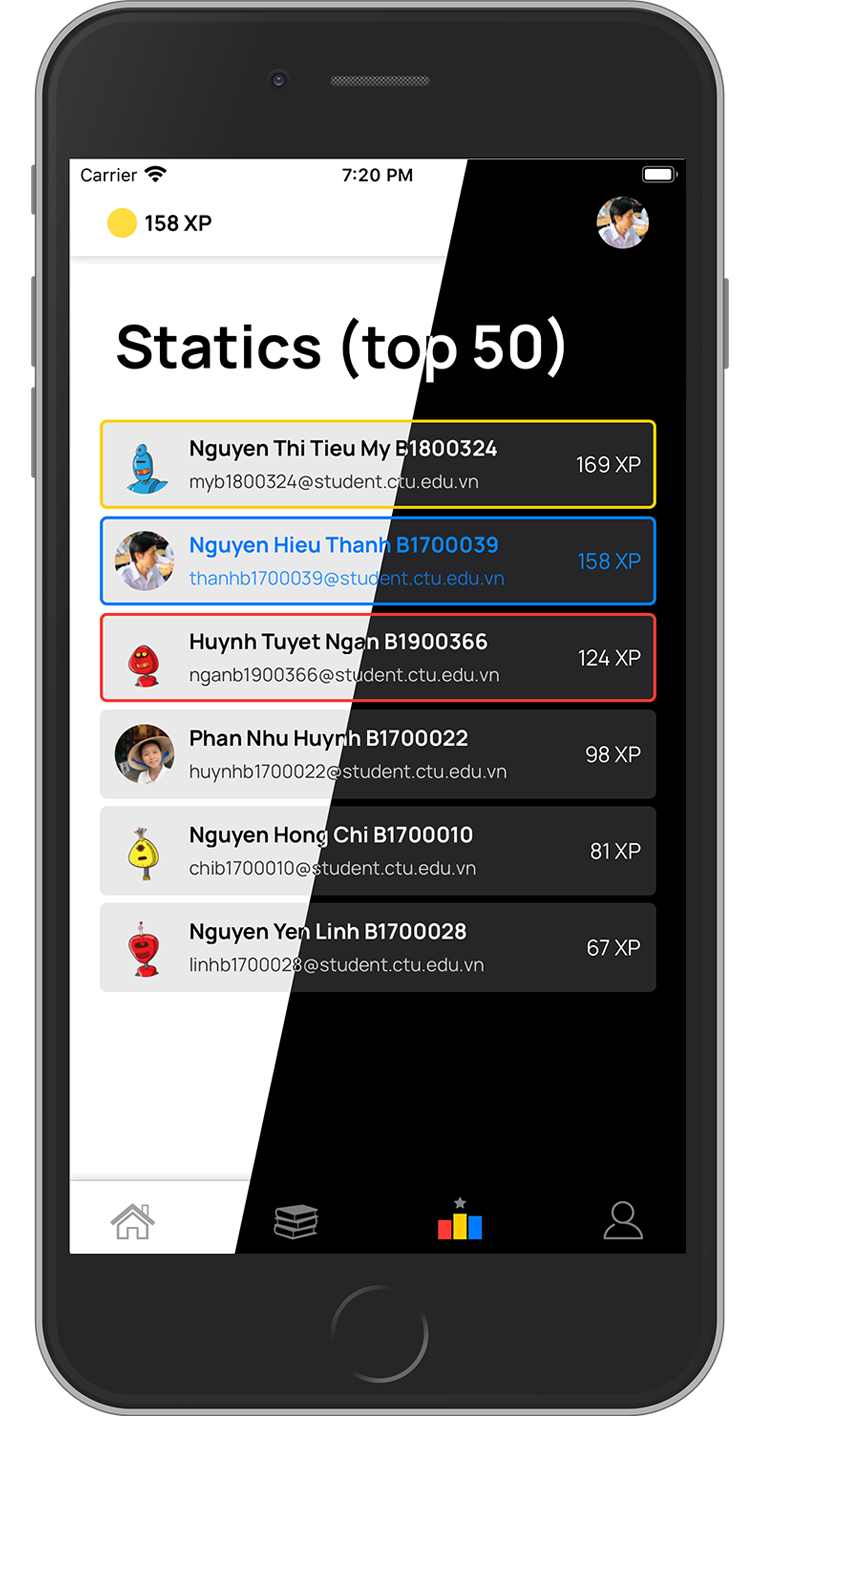 Carrier 7:20 PM
158 XP
Statics (top 50)
Nguyen Thi Tieu My B1800324
myb1800324@student.ctu.edu.vn
169 XP
Nguyen Hieu Thanh B1700039
thanhb1700039@student.ctu.edu.vn
158 XP
Huynh Tuyet Ngan B1900366
nganb1900366@student.ctu.edu.vn
124 XP
Phan Nhu Huynh B1700022
huynhb1700022@student.ctu.edu.vn
98 XP
Nguyen Hong Chi B1700010
chib1700010@student.ctu.edu.vn
81 XP
Nguyen Yen Linh B1700028
linhb1700028@student.ctu.edu.vn
67 XP